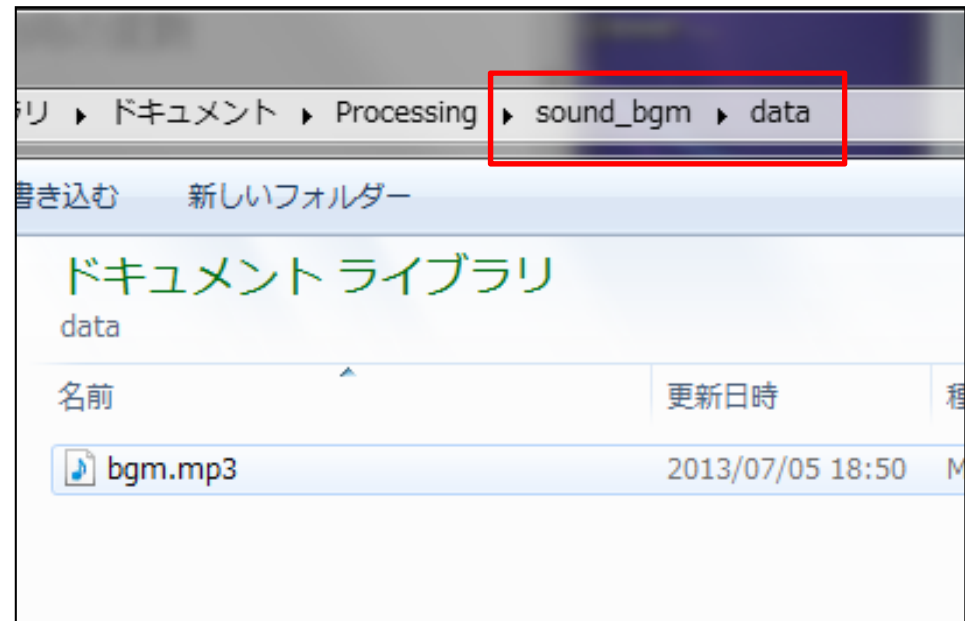 ラリ ▸ ドキュメント ▸ Processing ▸ sound_bgm ▸ data
書き込む 新しいフォルダー
ドキュメント ライブラリ
data
名前 更新日時 種
bgm.mp3 2013/07/05 18:50 M